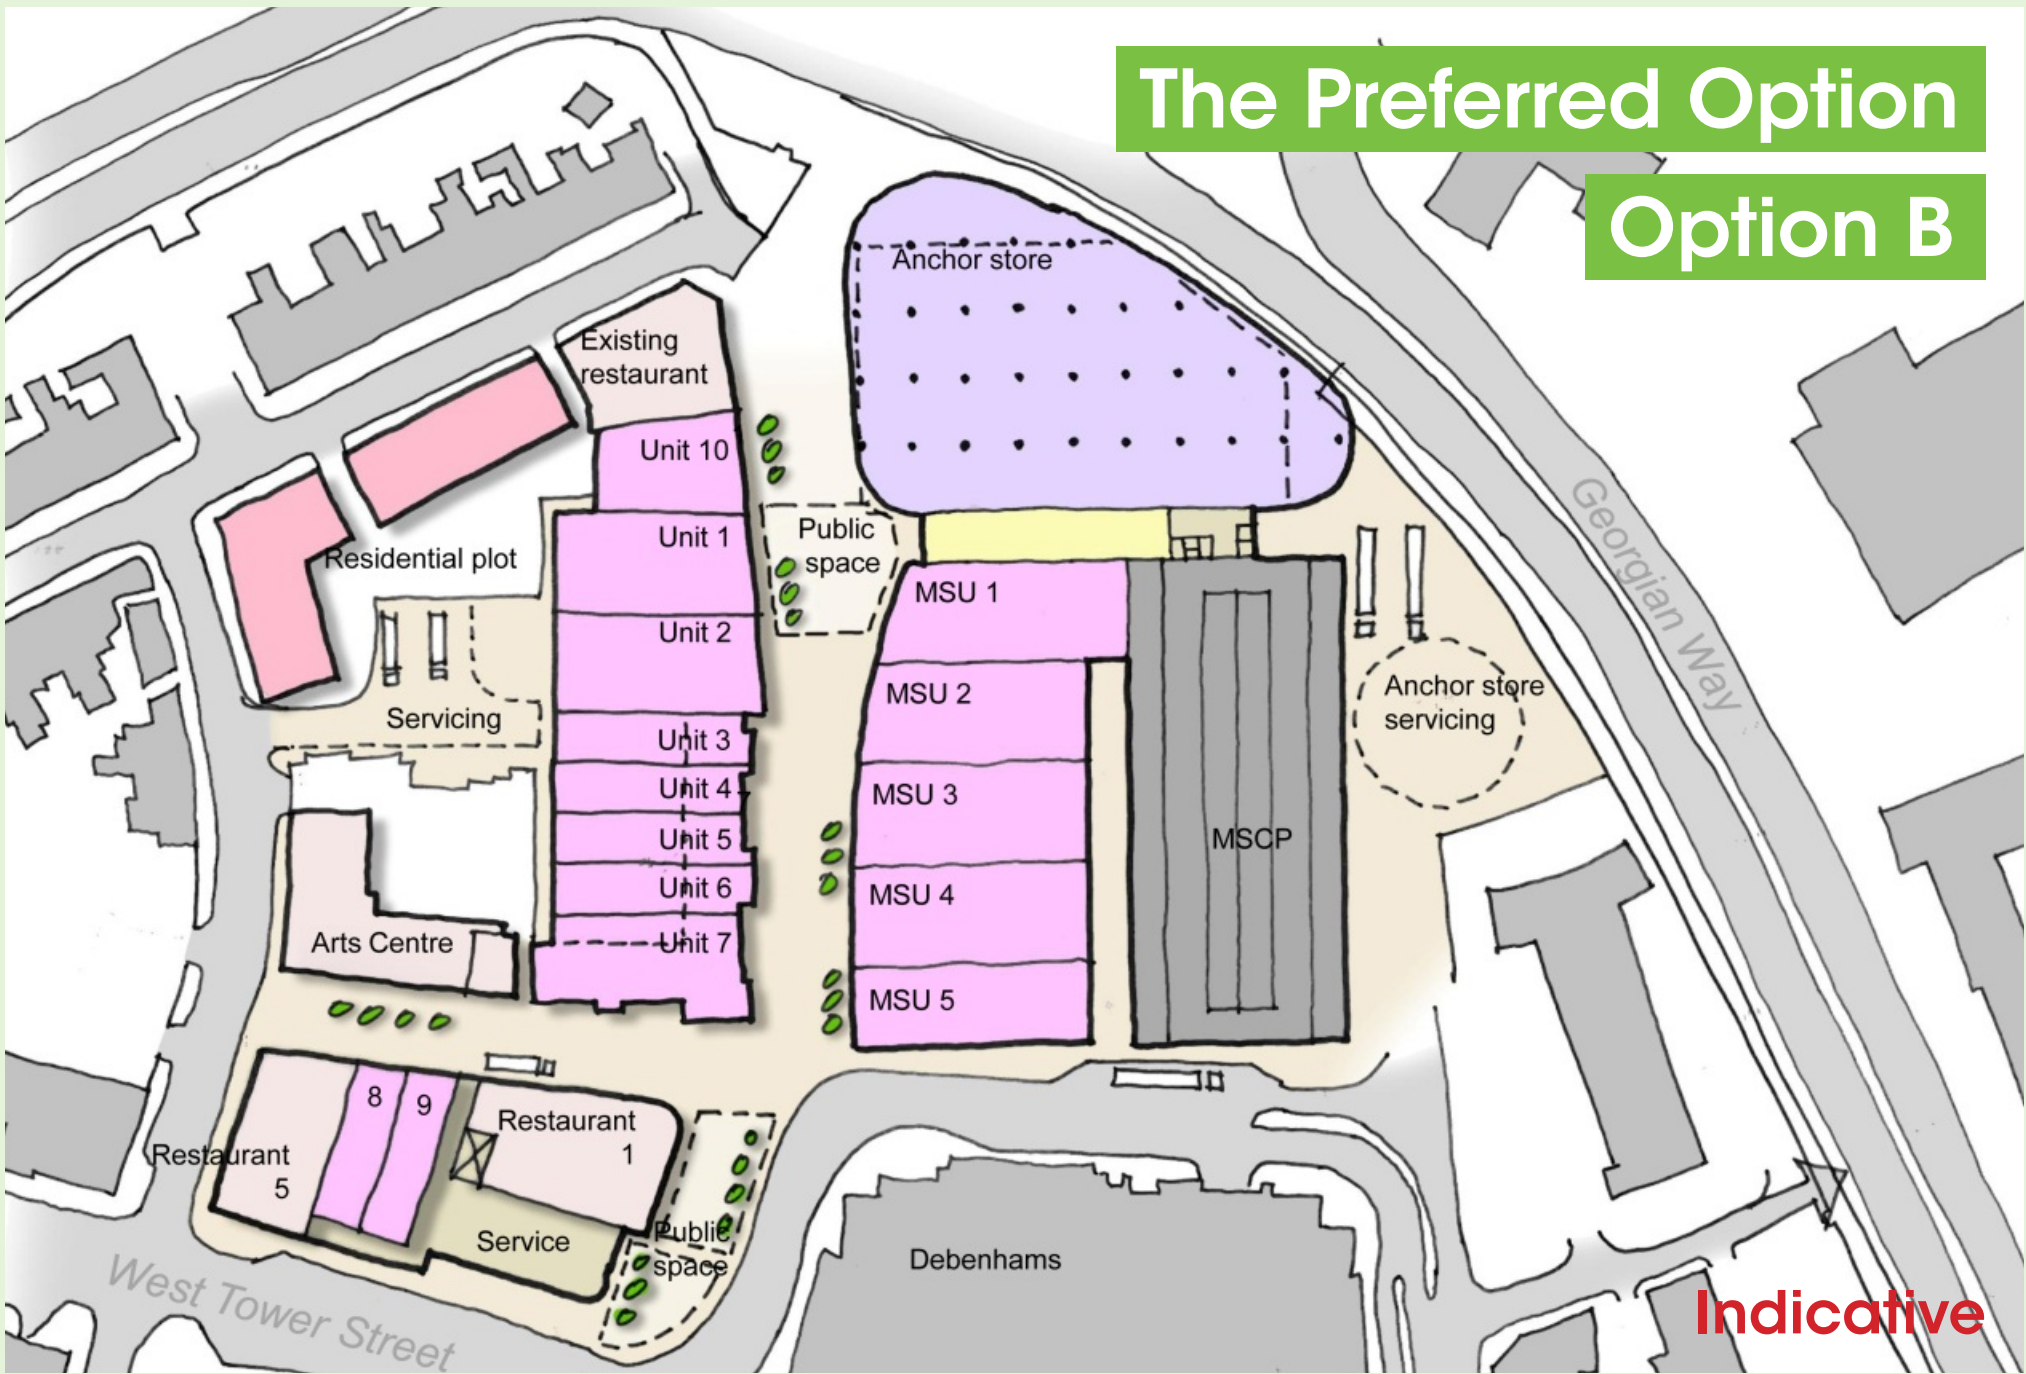 The Preferred Option
Option B
Anchor store
Existing
restaurant
Unit 10
Public
space
Unit 1
Residential plot
MSU 1
Unit 2
Georgian Way
MSU 2
Anchor store
servicing
Servicing
Unit 3
Unit 4
MSU 3
Unit 5
MSCP
Unit 6
MSU 4
Arts Centre
Unit 7
MSU 5
8
9
Restaurant
1
Restaurant
5
Service
Public
space
Debenhams
West Tower Street
Indicative